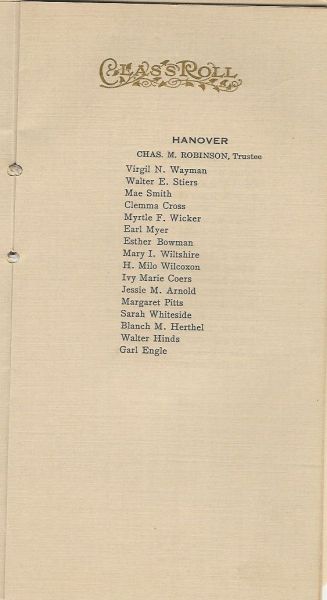 CLASS ROLL
HANOVER
CHAS. M. ROBINSON, Trustee
Virgil N. Wayman
Walter E. Stiers
Mae Smith
Clemma Cross
Myrtle F. Wicker
Earl Myer
Esther Bowman
Mary I. Wiltshire
H. Milo Wilcoxon
Ivy Marie Coers
Jessie M. Arnold
Margaret Pitts
Sarah Whiteside
Blanch M. Herthel
Walter Hinds
Garl Engle